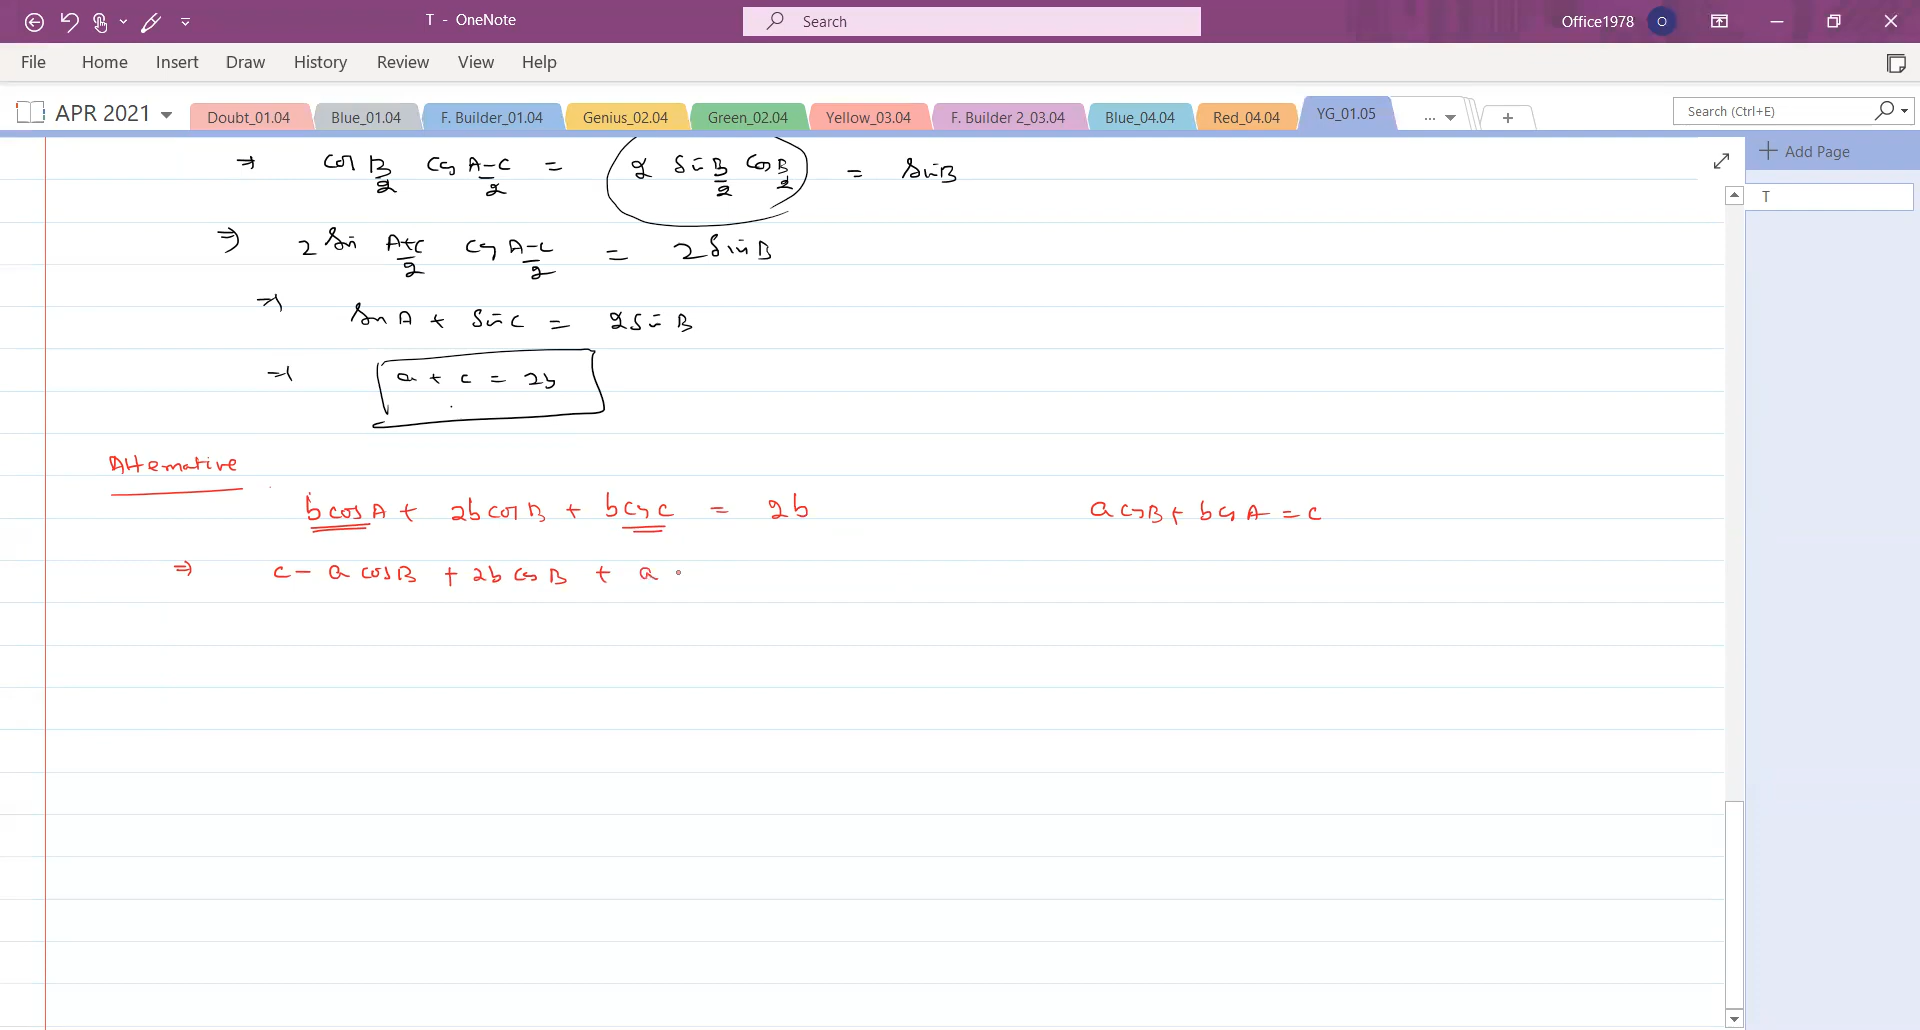 T - OneNote
Search
Office1978
O
File Home Insert Draw History Review View Help
APR 2021
Doubt_01.04 Blue_01.04 F. Builder_01.04 Genius_02.04 Green_02.04 Yellow_03.04 F. Builder 2_03.04 Blue_04.04 Red_04.04 YG_01.05 ... +
Search (Ctrl+E)
Add Page
T
⇒ cos B/2 cos A-C/2 = 2 sin B/2 cos B/2 = sin B
⇒ 2 sin A+C/2 cos A-C/2 = 2 sin B
⇒ sin A + sin C = 2 sin B
⇒ a + c = 2b
Alternative
b cos A + 2b cos B + b cos C = 2b
a cos B + b cos A = c
⇒ c - a cos B + 2b cos B + a